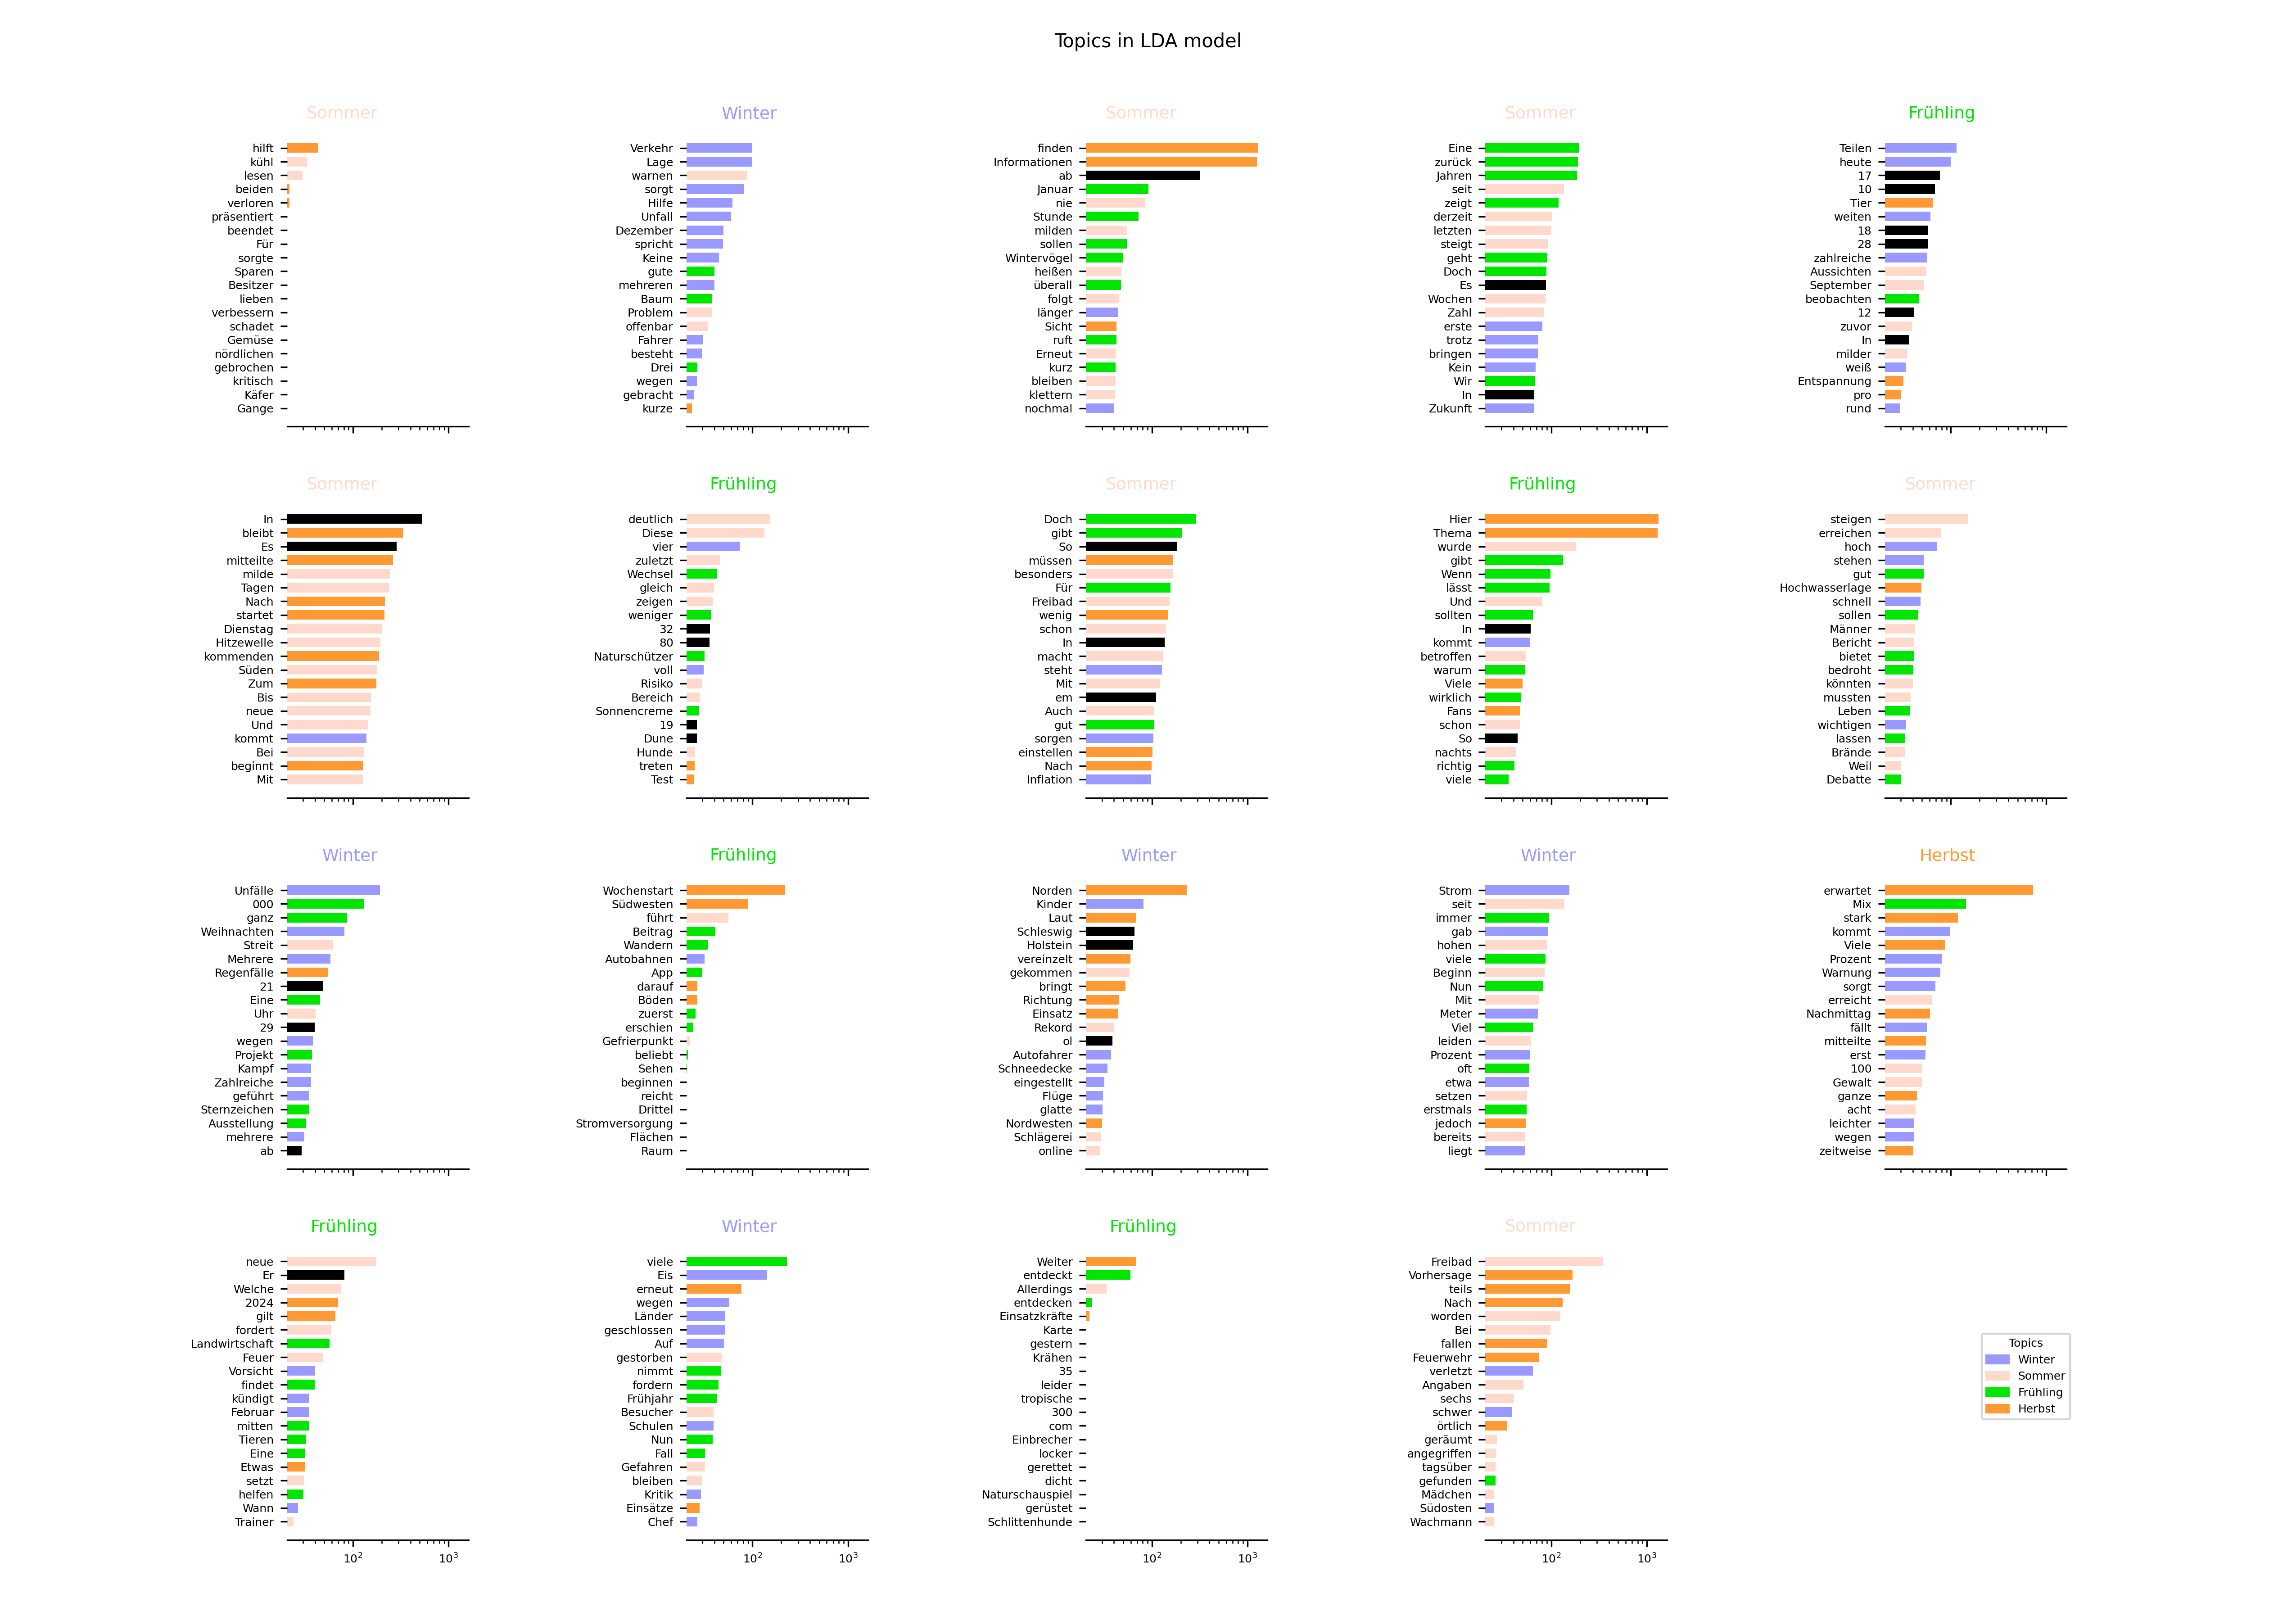 Topics in LDA model
Sommer
hilft
kühl
lesen
beiden
verloren
präsentiert
beendet
Für
sorgte
Sparen
Besitzer
lieben
verbessern
schadet
Gemüse
nördlichen
gebrochen
kritisch
Käfer
Gange
Winter
Verkehr
Lage
warnen
sorgt
Hilfe
Unfall
Dezember
spricht
Keine
gute
mehreren
Baum
Problem
offenbar
Fahrer
besteht
Drei
wegen
gebracht
kurze
Sommer
finden
Informationen
ab
Januar
nie
Stunde
milden
sollen
Wintervögel
heißen
überall
folgt
länger
Sicht
ruft
Erneut
kurz
bleiben
klettern
nochmal
Sommer
Eine
zurück
Jahren
seit
zeigt
derzeit
letzten
steigt
geht
Doch
Es
Wochen
Zahl
erste
trotz
bringen
Kein
Wir
In
Zukunft
Frühling
Teilen
heute
17
10
Tier
weiten
18
28
zahlreiche
Aussichten
September
beobachten
12
zuvor
In
milder
weiß
Entspannung
pro
rund
Sommer
In
bleibt
Es
mitteilte
milde
Tagen
Nach
startet
Dienstag
Hitzewelle
kommenden
Süden
Zum
Bis
neue
Und
kommt
Bei
beginnt
Mit
Frühling
deutlich
Diese
vier
zuletzt
Wechsel
gleich
zeigen
weniger
32
80
Naturschützer
voll
Risiko
Bereich
Sonnencreme
19
Dune
Hunde
treten
Test
Sommer
Doch
gibt
So
müssen
besonders
Für
Freibad
wenig
schon
In
macht
steht
Mit
em
Auch
gut
sorgen
einstellen
Nach
Inflation
Frühling
Hier
Thema
wurde
gibt
Wenn
lässt
Und
sollten
In
kommt
betroffen
warum
Viele
wirklich
Fans
schon
So
nachts
richtig
viele
Sommer
steigen
erreichen
hoch
stehen
gut
Hochwasserlage
schnell
sollen
Männer
Bericht
bietet
bedroht
könnten
mussten
Leben
wichtigen
lassen
Brände
Weil
Debatte
Winter
Unfälle
000
ganz
Weihnachten
Streit
Mehrere
Regenfälle
21
Eine
Uhr
29
wegen
Projekt
Kampf
Zahlreiche
geführt
Sternzeichen
Ausstellung
mehrere
ab
Frühling
Wochenstart
Südwesten
führt
Beitrag
Wandern
Autobahnen
App
darauf
Böden
zuerst
erschien
Gefrierpunkt
beliebt
Sehen
beginnen
reicht
Drittel
Stromversorgung
Flächen
Raum
Winter
Norden
Kinder
Laut
Schleswig
Holstein
vereinzelt
gekommen
bringt
Richtung
Einsatz
Rekord
ol
Autofahrer
Schneedecke
eingestellt
Flüge
glatte
Nordwesten
Schlägerei
online
Winter
Strom
seit
immer
gab
hohen
viele
Beginn
Nun
Mit
Meter
Viel
leiden
Prozent
oft
etwa
setzen
erstmals
jedoch
bereits
liegt
Herbst
erwartet
Mix
stark
kommt
Viele
Prozent
Warnung
sorgt
erreicht
Nachmittag
fällt
mitteilte
erst
100
Gewalt
ganze
acht
leichter
wegen
zeitweise
Frühling
neue
Er
Welche
2024
gilt
fordert
Landwirtschaft
Feuer
Vorsicht
findet
kündigt
Februar
mitten
Tieren
Eine
Etwas
setzt
helfen
Wann
Trainer
10²
10³
Winter
viele
Eis
erneut
wegen
Länder
geschlossen
Auf
gestorben
nimmt
fordern
Frühjahr
Besucher
Schulen
Nun
Fall
Gefahren
bleiben
Kritik
Einsätze
Chef
10²
10³
Frühling
Weiter
entdeckt
Allerdings
entdecken
Einsatzkräfte
Karte
gestern
Krähen
35
leider
tropische
300
com
Einbrecher
locker
gerettet
dicht
Naturschauspiel
gerüstet
Schlittenhunde
10²
10³
Sommer
Freibad
Vorhersage
teils
Nach
worden
Bei
fallen
Feuerwehr
verletzt
Angaben
sechs
schwer
örtlich
geräumt
angegriffen
tagsüber
gefunden
Mädchen
Südosten
Wachmann
10²
10³
Topics
Winter
Sommer
Frühling
Herbst